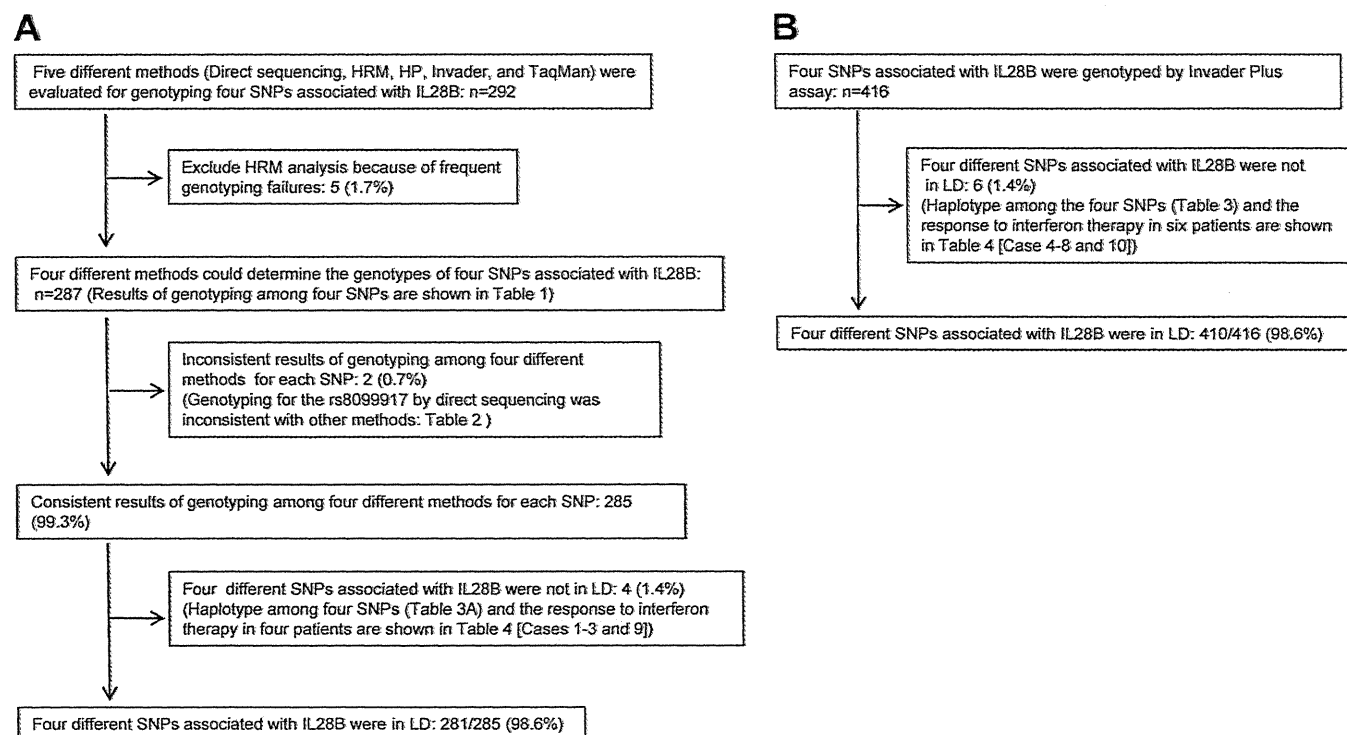 A
Five different methods (Direct sequencing, HRM, HP, Invader, and TaqMan) were
evaluated for genotyping four SNPs associated with IL28B: n=292
Exclude HRM analysis because of frequent
genotyping failures: 5 (1.7%)
Four different methods could determine the genotypes of four SNPs associated with IL28B:
n=287 (Results of genotyping among four SNPs are shown in Table 1)
Inconsistent results of genotyping among four different
methods for each SNP: 2 (0.7%)
(Genotyping for the rs8099917 by direct sequencing was
inconsistent with other methods: Table 2 )
Consistent results of genotyping among four different methods for each SNP: 285
(99.3%)
Four different SNPs associated with IL28B were not in LD: 4 (1.4%)
(Haplotype among four SNPs (Table 3A) and the response to interferon
therapy in four patients are shown in Table 4 [Cases 1-3 and 9])
Four different SNPs associated with IL28B were in LD: 281/285 (98.6%)
B
Four SNPs associated with IL28B were genotyped by Invader Plus
assay: n=416
Four different SNPs associated with IL28B were not
in LD: 6 (1.4%)
(Haplotype among the four SNPs (Table 3) and the
response to interferon therapy in six patients are shown
in Table 4 [Case 4-8 and 10])
Four different SNPs associated with IL28B were in LD: 410/416 (98.6%)